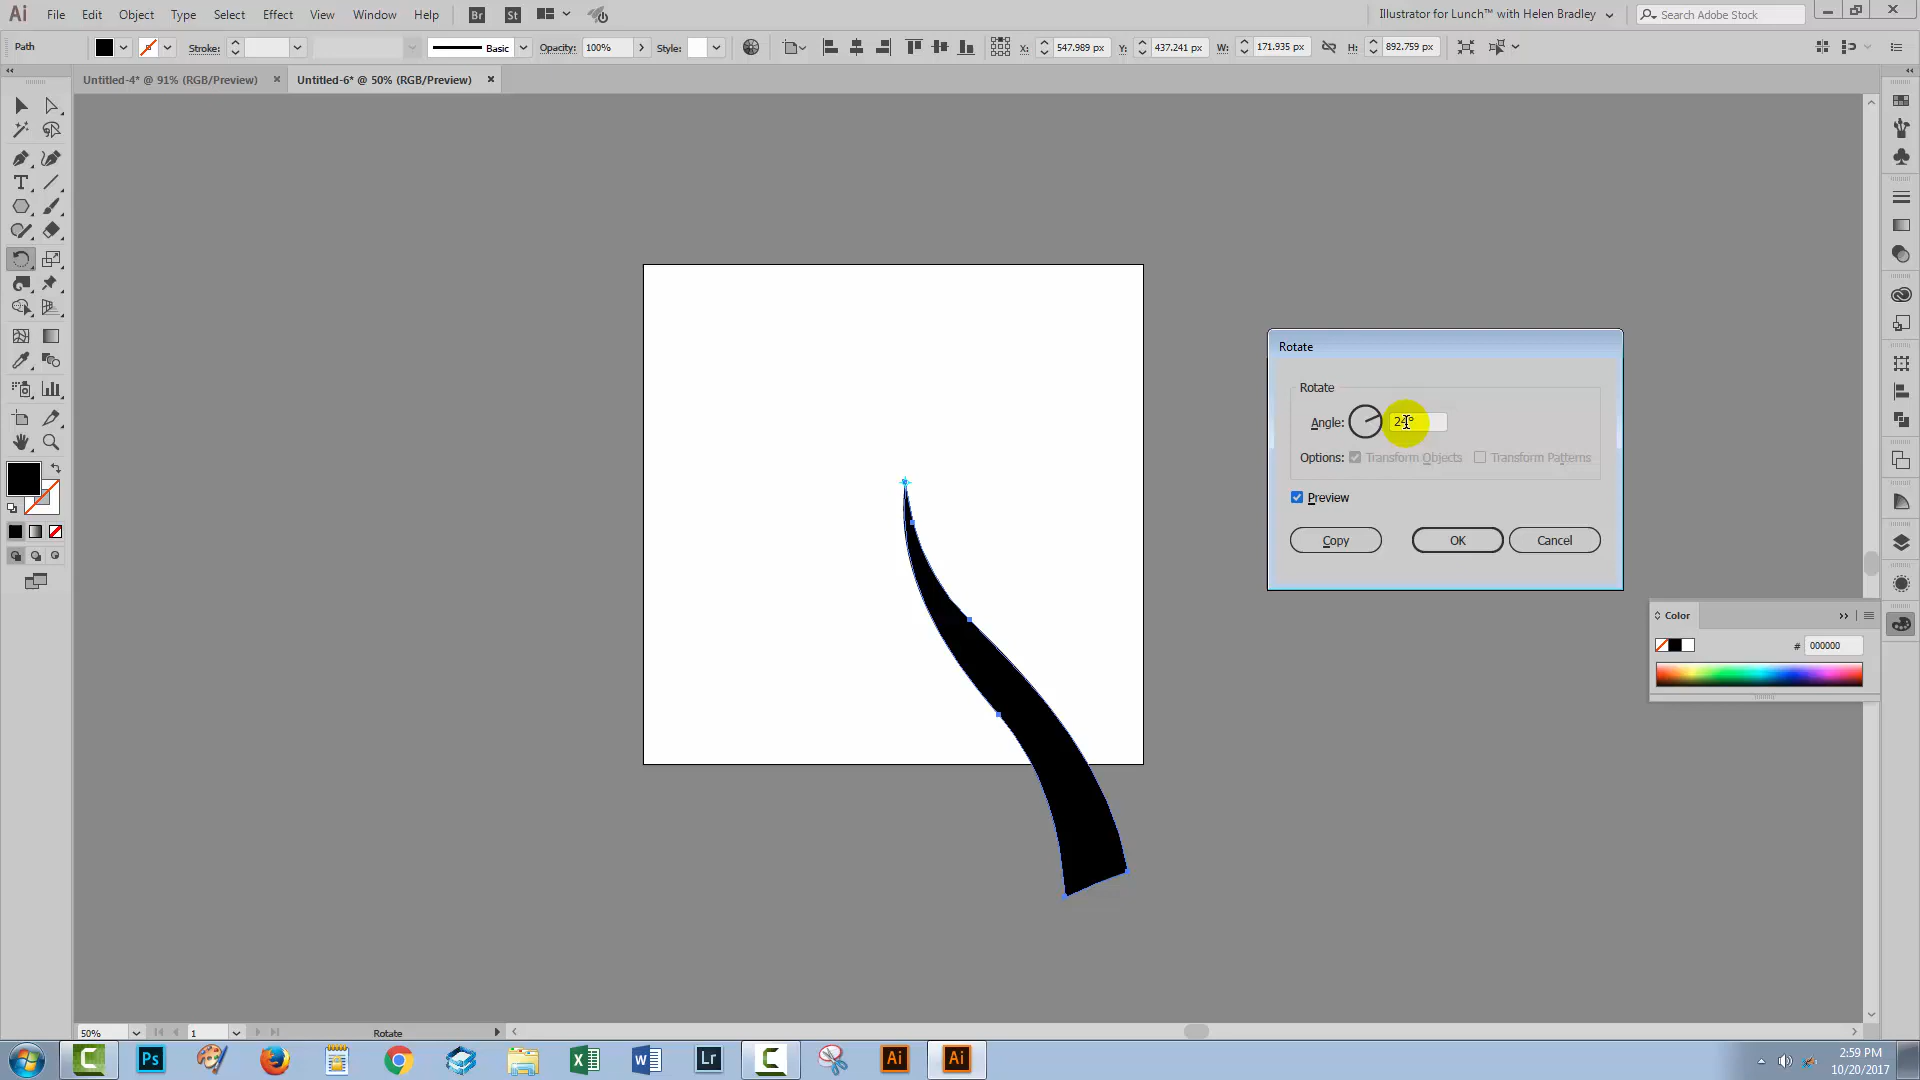 Ai File Edit Object Type Select Effect View Window Help Br St Illustrator for Lunch™ with Helen Bradley Search Adobe Stock
Path Stroke: Basic Opacity: 100% Style: X: 547.989 px Y: 437.241 px W: 171.935 px H: 892.759 px
Untitled-4* @ 91% (RGB/Preview) Untitled-6* @ 50% (RGB/Preview)
Rotate
Rotate
Angle: 24°
Options: Transform Objects Transform Patterns
Preview
Copy OK Cancel
Color
# 000000
50% 1 Rotate
Ps Lr Ai Ai
2:59 PM
10/20/2017